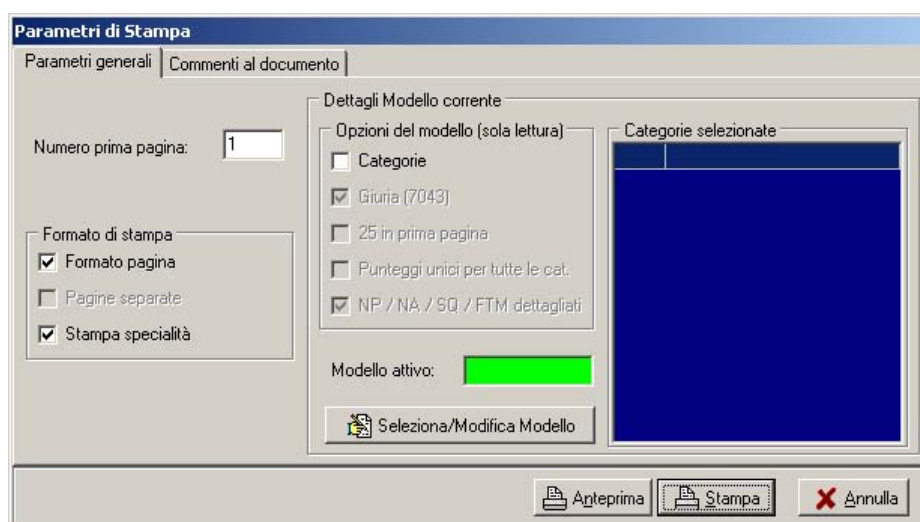 Parametri di Stampa
Parametri generali
Commenti al documento
Numero prima pagina:
1
Formato di stampa
Formato pagina
Pagine separate
Stampa specialità
Dettagli Modello corrente
Opzioni del modello (sola lettura)
Categorie
Giuria (7043)
25 in prima pagina
Punteggi unici per tutte le cat.
NP / NA / SQ / FTM dettagliati
Modello attivo:
Seleziona/Modifica Modello
Categorie selezionate
Anteprima
Stampa
Annulla